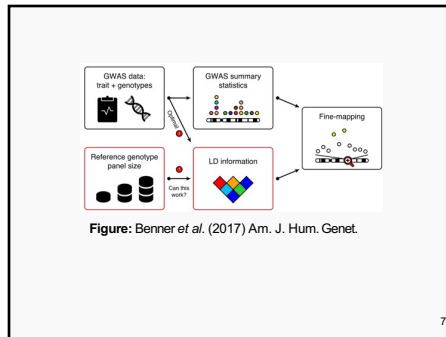 GWAS data:
trait + genotypes
GWAS summary
statistics
Optimal
Fine-mapping
Reference genotype
panel size
Can this
work?
LD information
Figure: Benner et al. (2017) Am. J. Hum. Genet.
7